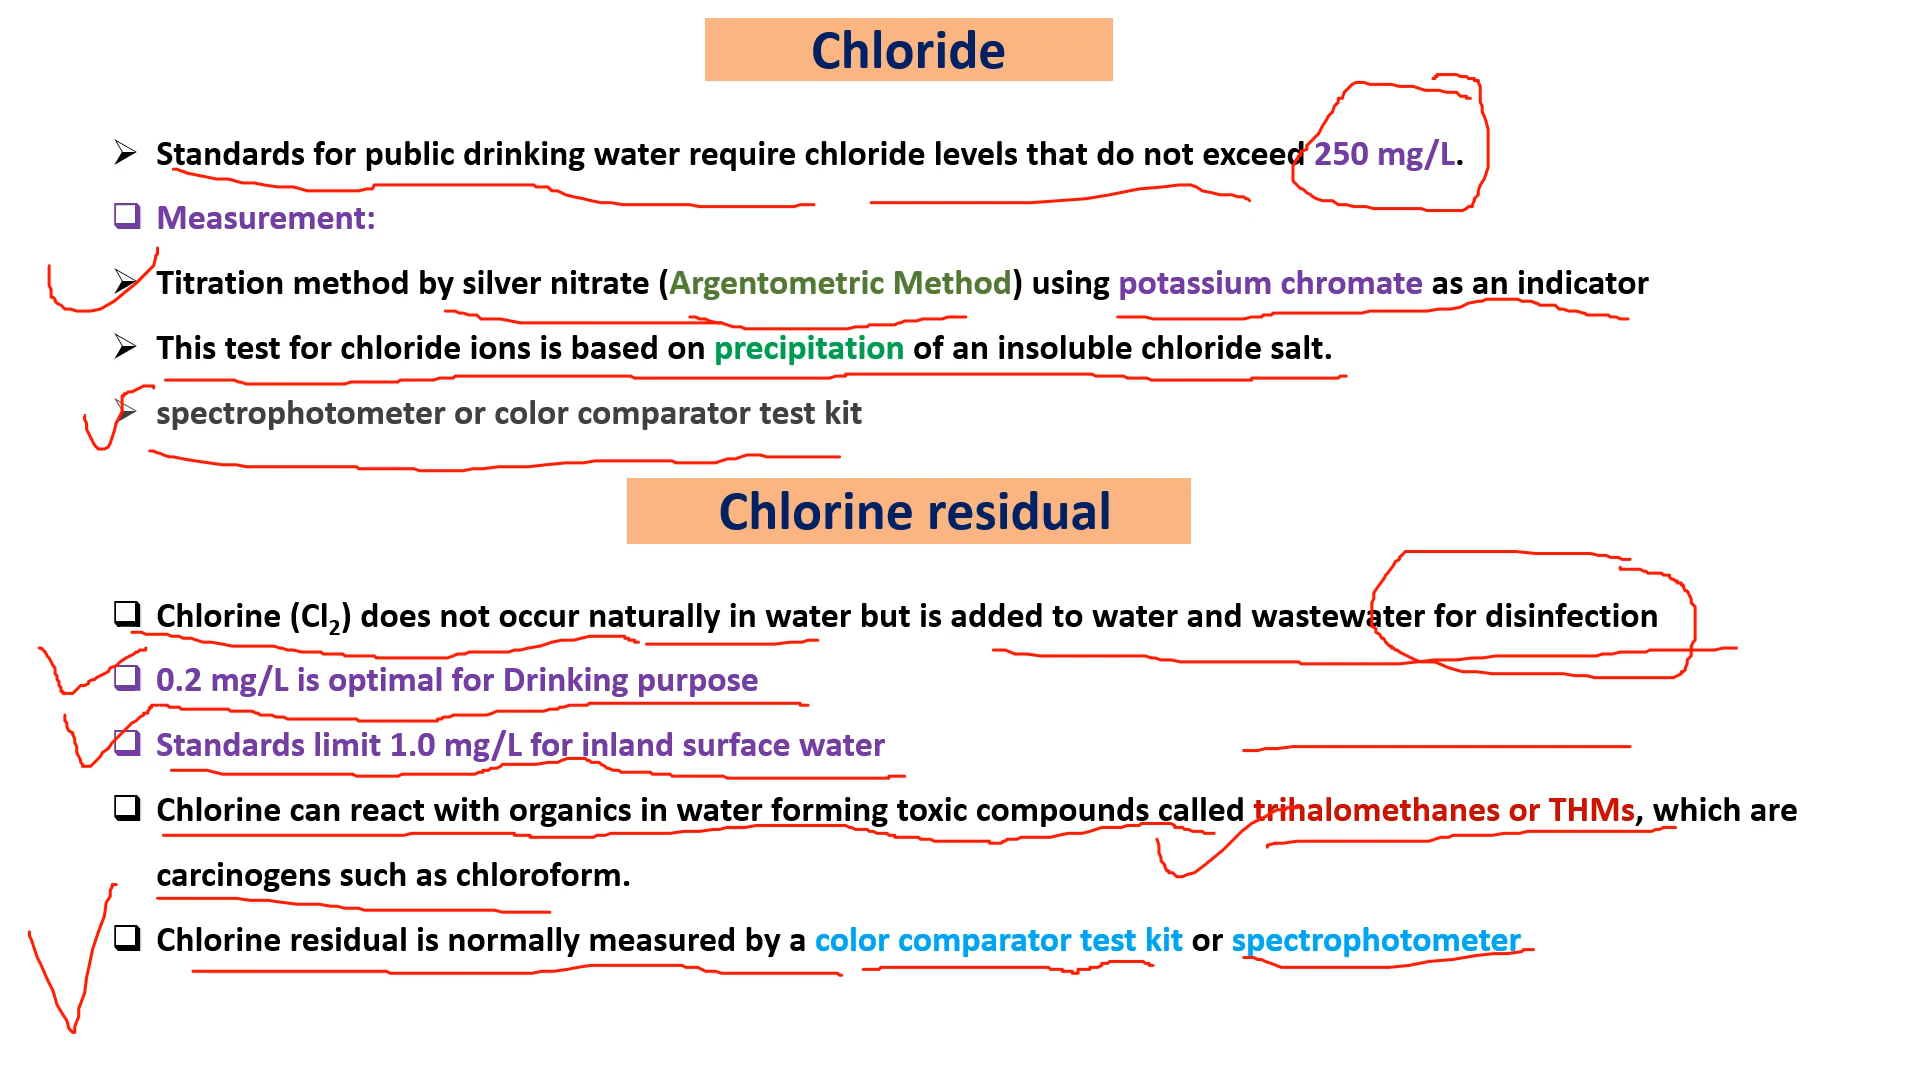 Chloride
Standards for public drinking water require chloride levels that do not exceed 250 mg/L.
Measurement:
Titration method by silver nitrate (Argentometric Method) using potassium chromate as an indicator
This test for chloride ions is based on precipitation of an insoluble chloride salt.
spectrophotometer or color comparator test kit
Chlorine residual
Chlorine (Cl₂) does not occur naturally in water but is added to water and wastewater for disinfection
0.2 mg/L is optimal for Drinking purpose
Standards limit 1.0 mg/L for inland surface water
Chlorine can react with organics in water forming toxic compounds called trihalomethanes or THMs, which are
carcinogens such as chloroform.
Chlorine residual is normally measured by a color comparator test kit or spectrophotometer